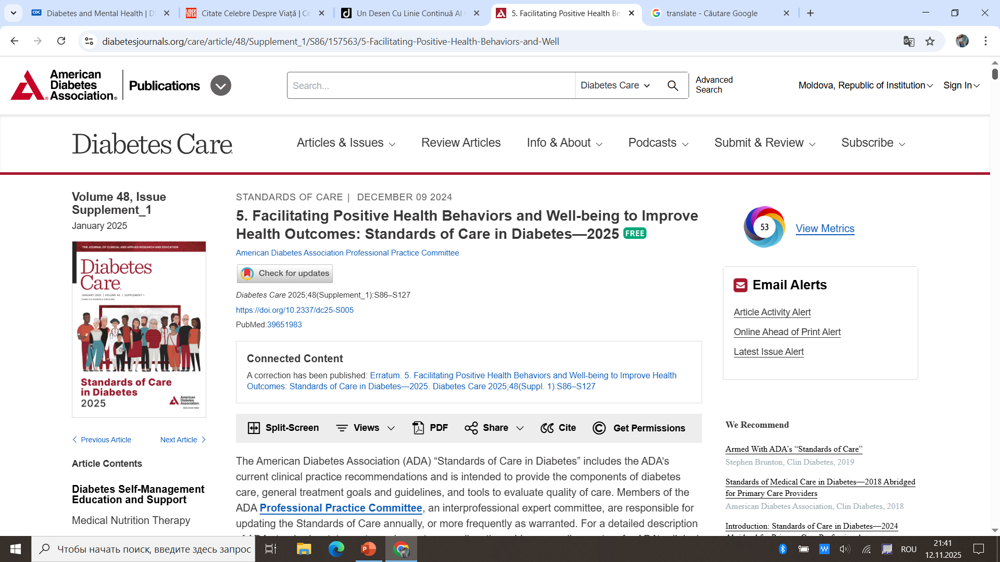 Diabetes and Mental Health | D
Citate Celebre Despre Viață | Ce
Un Desen Cu Linie Continuă Al
5. Facilitating Positive Health Be
translate - Căutare Google
diabetesjournals.org/care/article/48/Supplement_1/S86/157563/5-Facilitating-Positive-Health-Behaviors-and-Well
American
Diabetes
Association®
Publications
Search...
Diabetes Care
Advanced
Search
Moldova, Republic of Institution
Sign In
Diabetes Care
Articles & Issues
Review Articles
Info & About
Podcasts
Submit & Review
Subscribe
Volume 48, Issue
Supplement_1
January 2025
THE JOURNAL OF CLINICAL AND APPLIED RESEARCH AND EDUCATION
Diabetes
Care.
JANUARY 2025 | VOLUME 48 | SUPPLEMENT 1
DIABETESJOURNALS.ORG/CARE
Standards of Care
in Diabetes
2025
American
Diabetes
Association.
Previous Article
Next Article
Article Contents
Diabetes Self-Management
Education and Support
Medical Nutrition Therapy
STANDARDS OF CARE | DECEMBER 09 2024
5. Facilitating Positive Health Behaviors and Well-being to Improve
Health Outcomes: Standards of Care in Diabetes—2025 FREE
American Diabetes Association Professional Practice Committee
Check for updates
Diabetes Care 2025;48(Supplement_1):S86–S127
https://doi.org/10.2337/dc25-S005
PubMed:39651983
Connected Content
A correction has been published: Erratum. 5. Facilitating Positive Health Behaviors and Well-being to Improve Health
Outcomes: Standards of Care in Diabetes—2025. Diabetes Care 2025;48(Suppl. 1):S86–S127
Split-Screen
Views
PDF
Share
Cite
Get Permissions
The American Diabetes Association (ADA) “Standards of Care in Diabetes” includes the ADA’s
current clinical practice recommendations and is intended to provide the components of diabetes
care, general treatment goals and guidelines, and tools to evaluate quality of care. Members of the
ADA Professional Practice Committee, an interprofessional expert committee, are responsible for
updating the Standards of Care annually, or more frequently as warranted. For a detailed description
53
View Metrics
Email Alerts
Article Activity Alert
Online Ahead of Print Alert
Latest Issue Alert
We Recommend
Armed With ADA’s “Standards of Care”
Stephen Brunton, Clin Diabetes, 2019
Standards of Medical Care in Diabetes—2018 Abridged
for Primary Care Providers
American Diabetes Association, Clin Diabetes, 2018
Introduction: Standards of Care in Diabetes—2024
Чтобы начать поиск, введите здесь запрос
ROU
21:41
12.11.2025